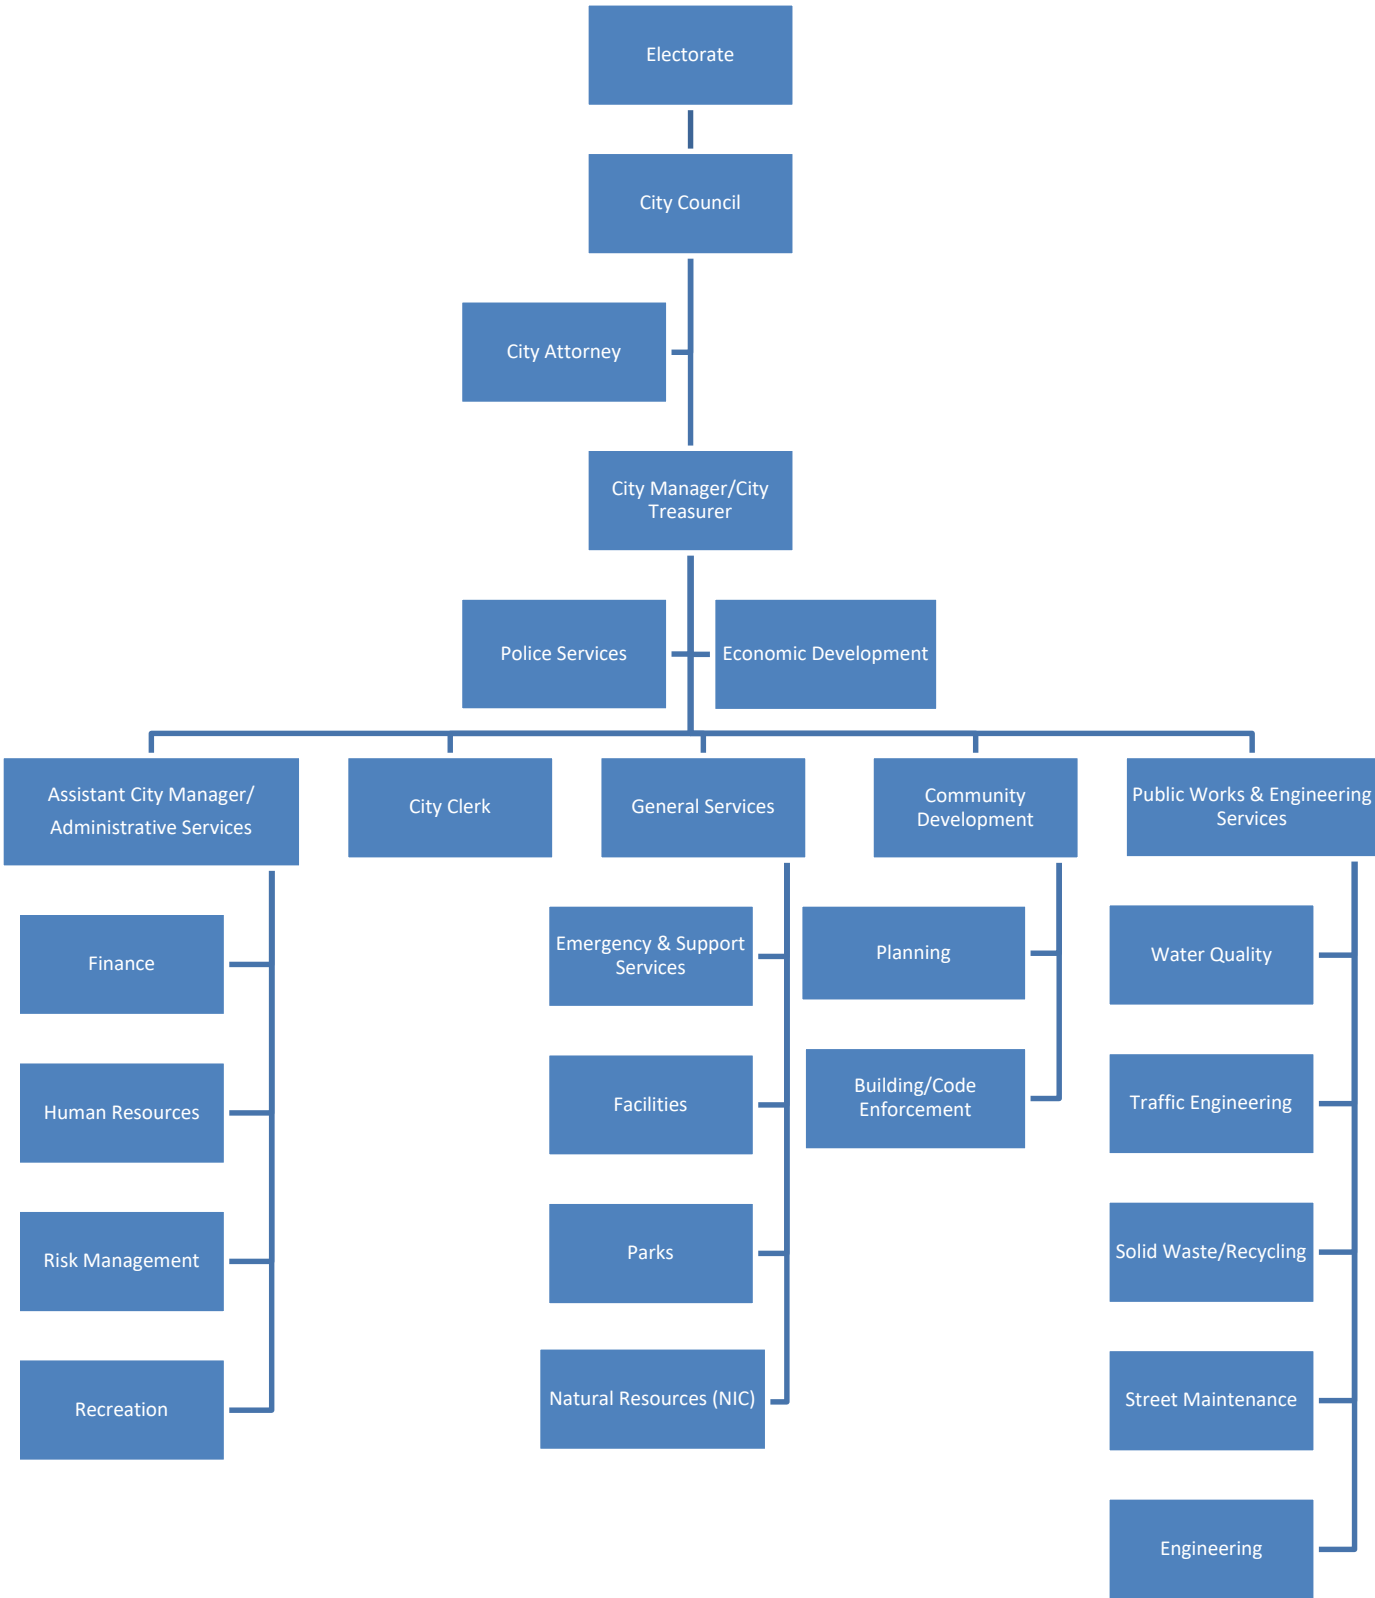 Electorate
City Council
City Attorney
City Manager/City
Treasurer
Police Services
Economic Development
Assistant City Manager/
Administrative Services
City Clerk
General Services
Community
Development
Public Works & Engineering
Services
Finance
Human Resources
Risk Management
Recreation
Emergency & Support
Services
Facilities
Parks
Natural Resources (NIC)
Planning
Building/Code
Enforcement
Water Quality
Traffic Engineering
Solid Waste/Recycling
Street Maintenance
Engineering